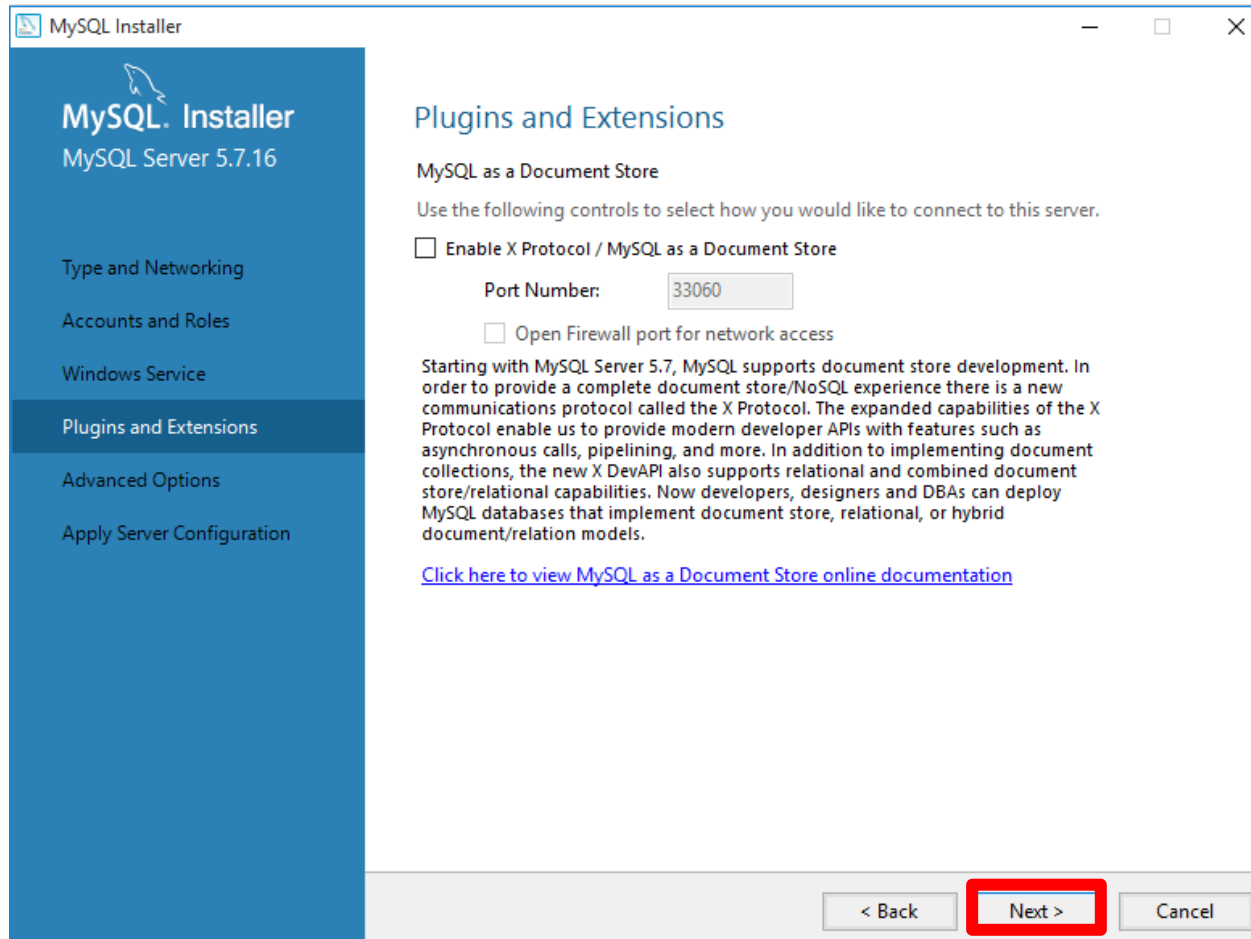 MySQL Installer
MySQL. Installer
MySQL Server 5.7.16
Type and Networking
Accounts and Roles
Windows Service
Plugins and Extensions
Advanced Options
Apply Server Configuration
Plugins and Extensions
MySQL as a Document Store
Use the following controls to select how you would like to connect to this server.
Enable X Protocol / MySQL as a Document Store
Port Number: 33060
Open Firewall port for network access
Starting with MySQL Server 5.7, MySQL supports document store development. In
order to provide a complete document store/NoSQL experience there is a new
communications protocol called the X Protocol. The expanded capabilities of the X
Protocol enable us to provide modern developer APIs with features such as
asynchronous calls, pipelining, and more. In addition to implementing document
collections, the new X DevAPI also supports relational and combined document
store/relational capabilities. Now developers, designers and DBAs can deploy
MySQL databases that implement document store, relational, or hybrid
document/relation models.
Click here to view MySQL as a Document Store online documentation
< Back Next > Cancel